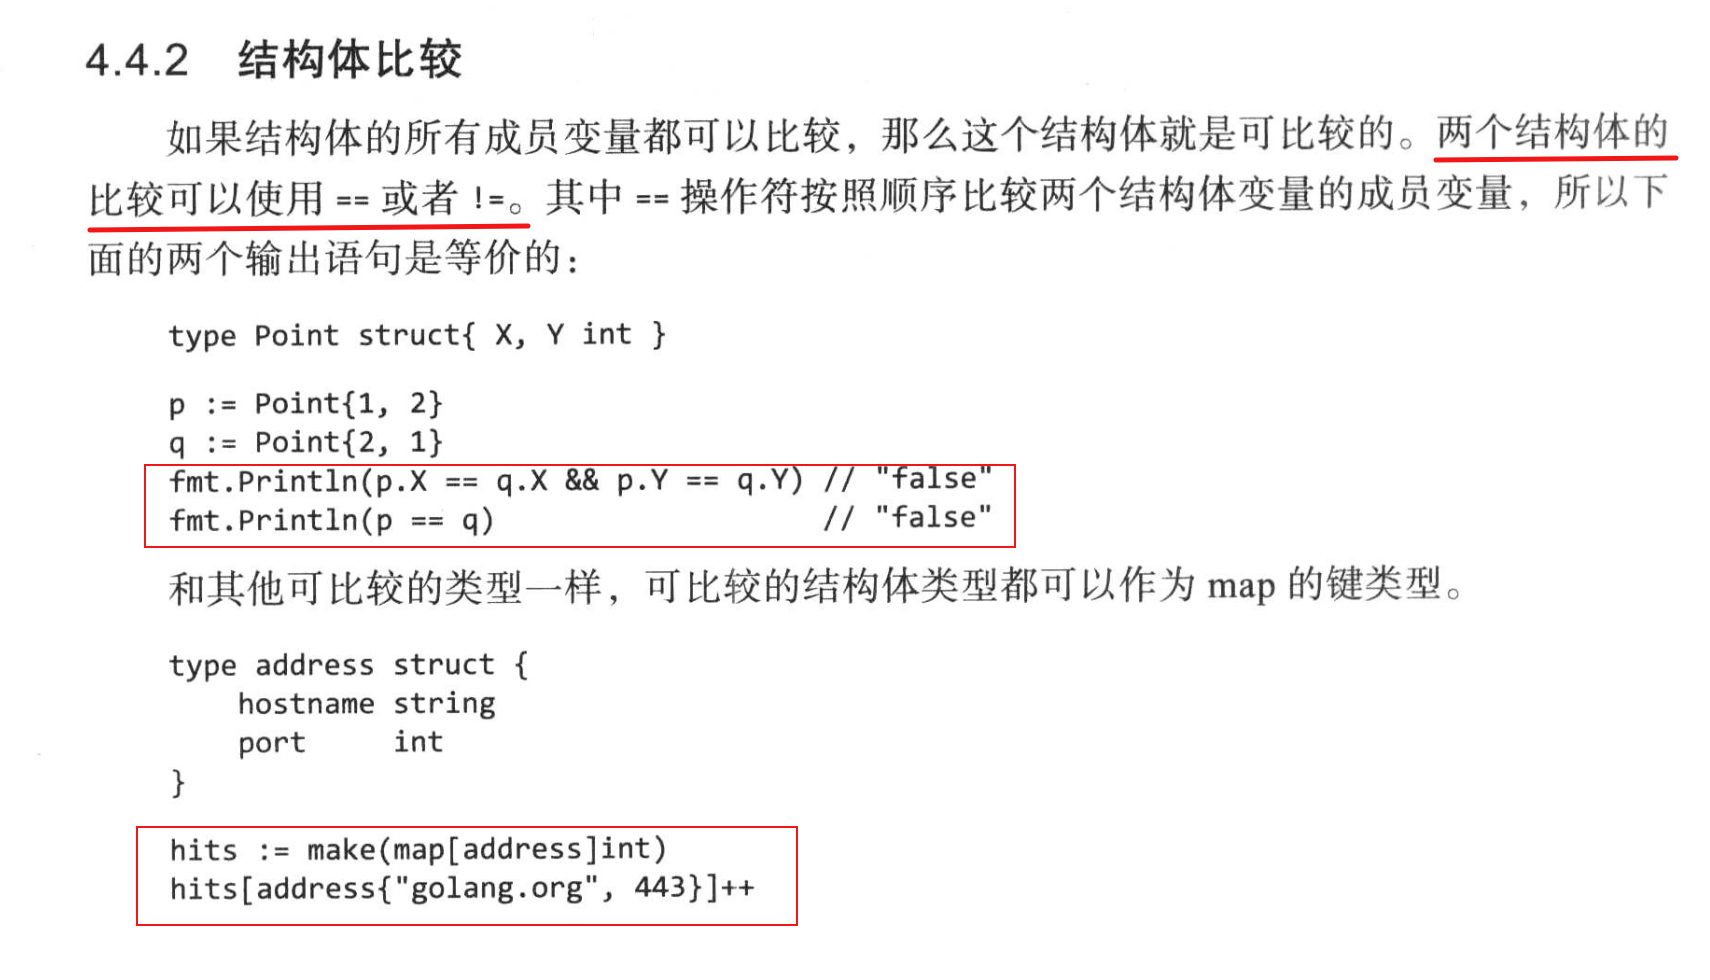 4.4.2 结构体比较
如果结构体的所有成员变量都可以比较，那么这个结构体就是可比较的。两个结构体的
比较可以使用 == 或者 !=。其中 == 操作符按照顺序比较两个结构体变量的成员变量，所以下
面的两个输出语句是等价的：
type Point struct{ X, Y int }
p := Point{1, 2}
q := Point{2, 1}
fmt.Println(p.X == q.X && p.Y == q.Y) // "false"
fmt.Println(p == q) // "false"
和其他可比较的类型一样，可比较的结构体类型都可以作为 map 的键类型。
type address struct {
hostname string
port int
}
hits := make(map[address]int)
hits[address{"golang.org", 443}]++